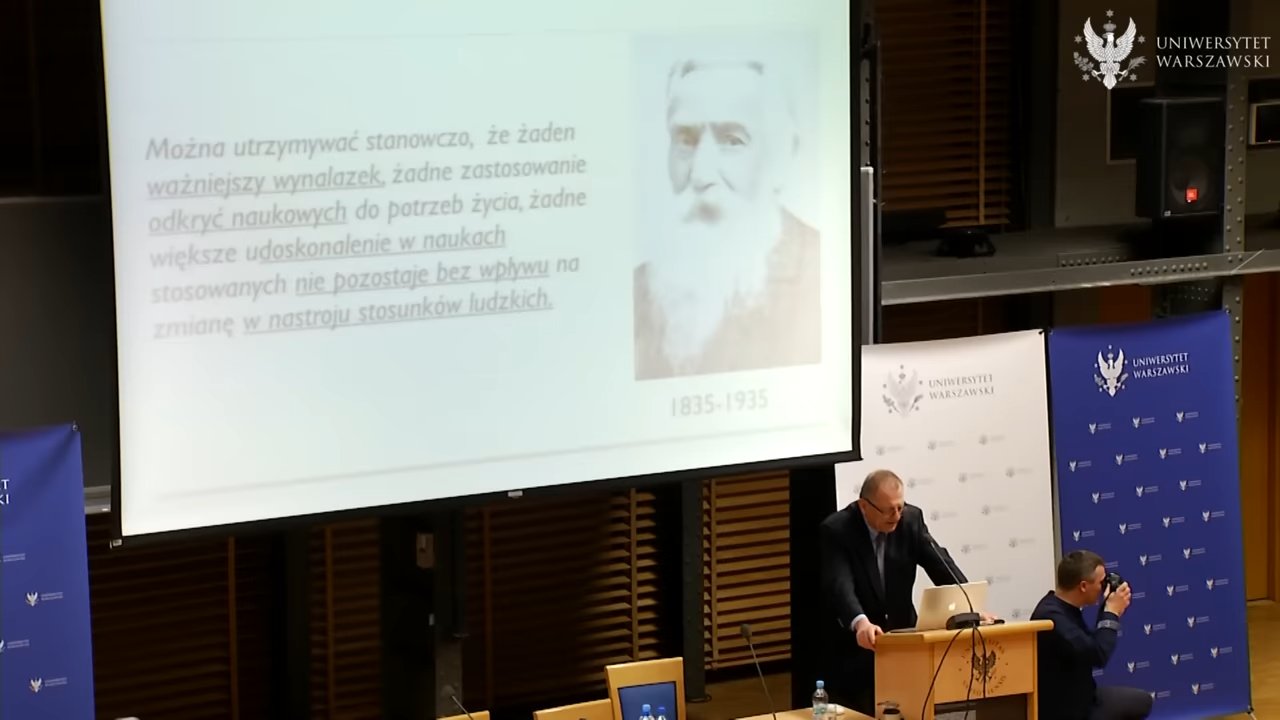 UNIWERSYTET
WARSZAWSKI
Można utrzymywać stanowczo, że żaden
ważniejszy wynalazek, żadne zastosowanie
odkryć naukowych do potrzeb życia, żadne
większe udoskonalenie w naukach
stosowanych nie pozostaje bez wpływu na
zmianę w nastroju stosunków ludzkich.
1835-1935
UNIWERSYTET
WARSZAWSKI
UNIWERSYTET
WARSZAWSKI